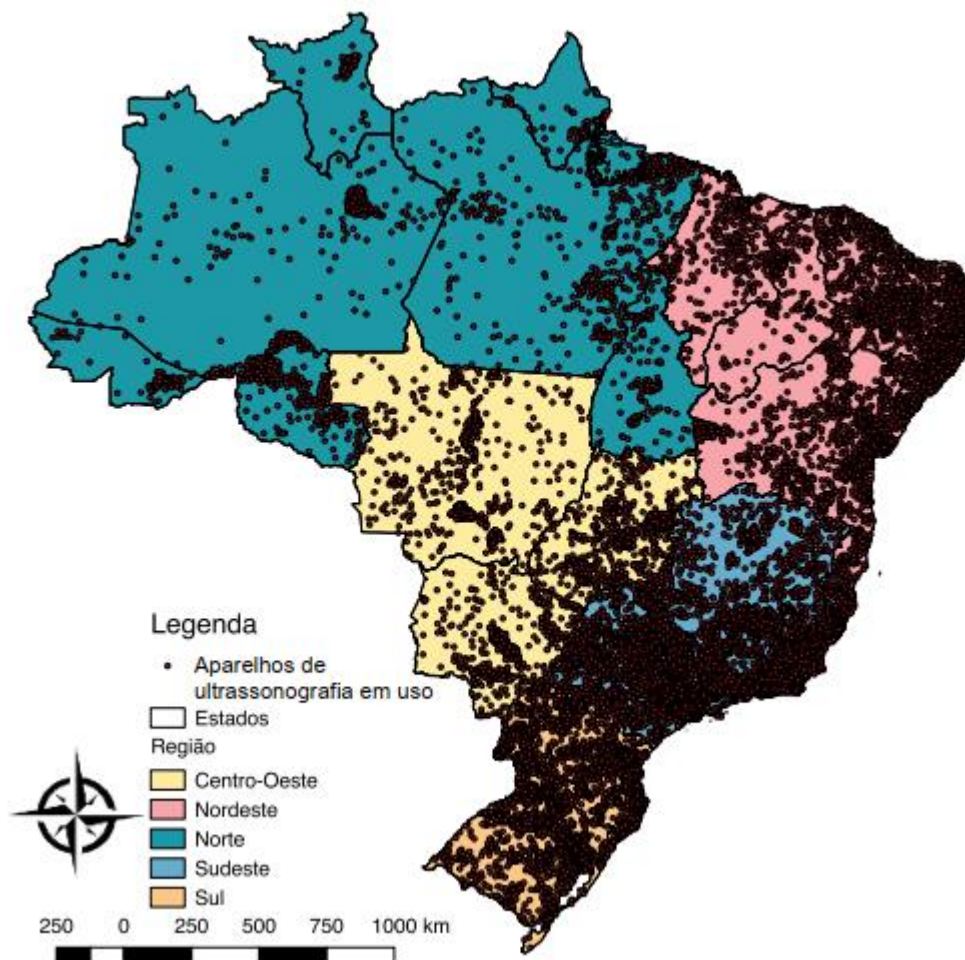 Legenda
Aparelhos de
ultrassonografia em uso
Estados
Região
Centro-Oeste
Nordeste
Norte
Sudeste
Sul
250 0 250 500 750 1000 km